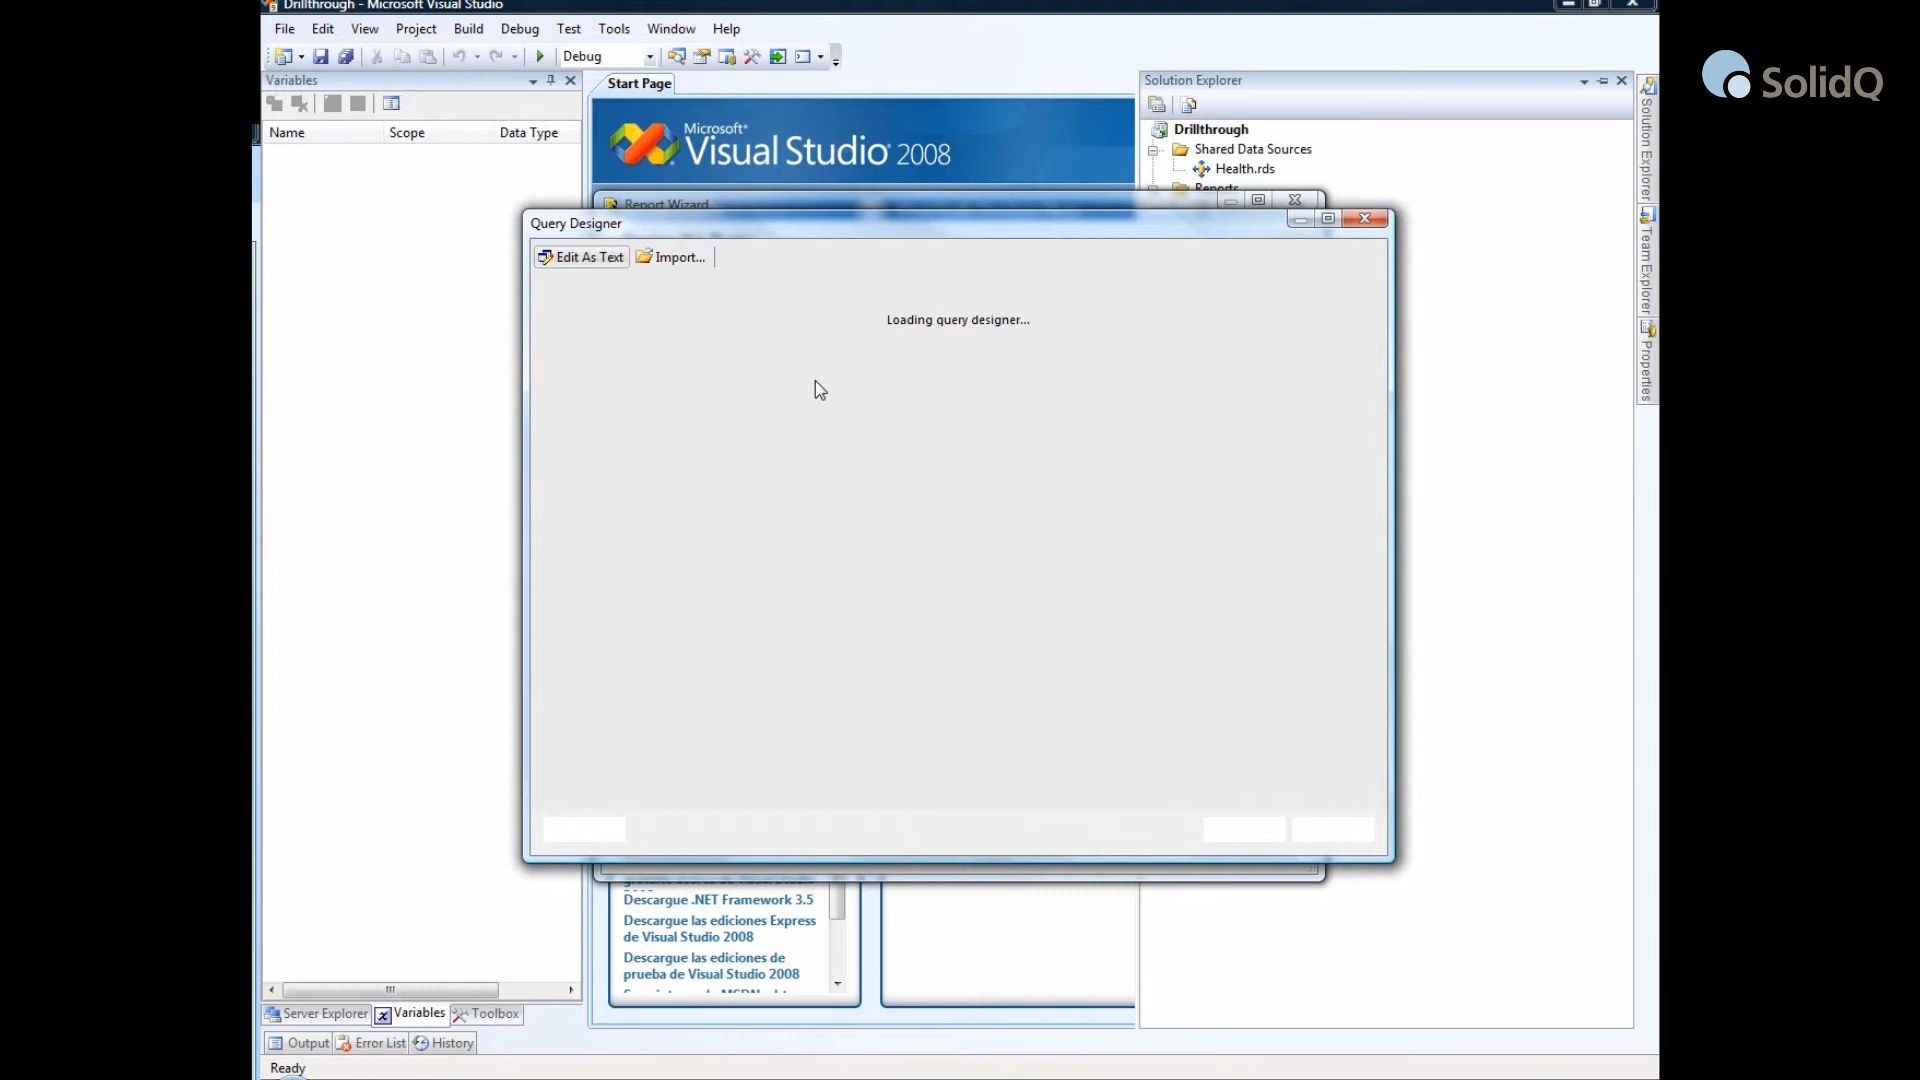 Drillthrough - Microsoft Visual Studio
File Edit View Project Build Debug Test Tools Window Help
Debug
Variables
Name Scope Data Type
Start Page
Microsoft
Visual Studio 2008
Solution Explorer
Drillthrough
Shared Data Sources
Health.rds
Reports
Solution Explorer
Team Explorer
Properties
SolidQ
Report Wizard
Query Designer
Edit As Text Import...
Loading query designer...
Descargue .NET Framework 3.5
Descargue las ediciones Express
de Visual Studio 2008
Descargue las ediciones de
prueba de Visual Studio 2008
Server Explorer Variables Toolbox
Output Error List History
Ready